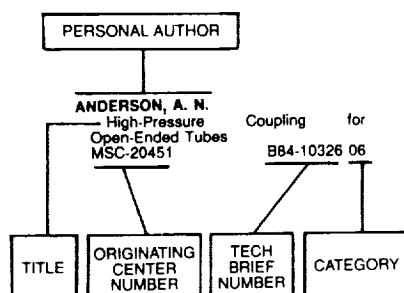 PERSONAL AUTHOR
ANDERSON, A. N.
High-Pressure Coupling for
Open-Ended Tubes
MSC-20451 B84-10326 06
TITLE
ORIGINATING
CENTER
NUMBER
TECH
BRIEF
NUMBER
CATEGORY